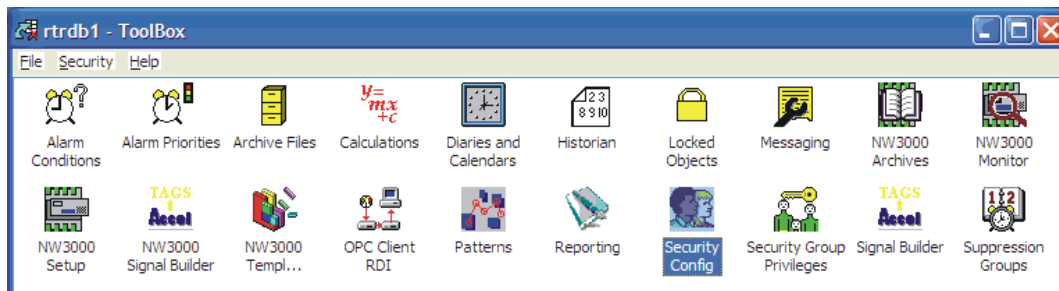 rtrdb1 - ToolBox
File Security Help
y=
mx
+c
1 2 3
8 9 10
Alarm Conditions
Alarm Priorities
Archive Files
Calculations
Diaries and Calendars
Historian
Locked Objects
Messaging
NW3000 Archives
NW3000 Monitor
TAGS
Accol
TAGS
Accol
1 2
NW3000 Setup
NW3000 Signal Builder
NW3000 Templ...
OPC Client RDI
Patterns
Reporting
Security Config
Security Group Privileges
Signal Builder
Suppression Groups